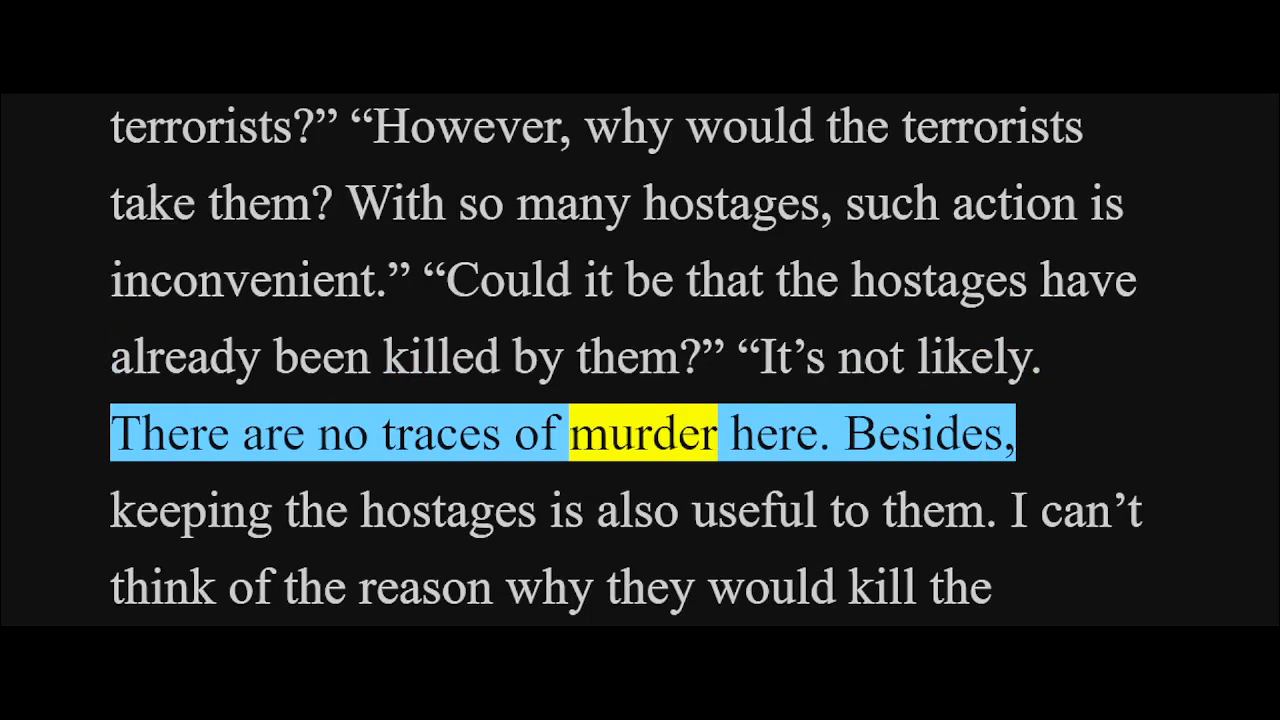 terrorists?” “However, why would the terrorists
take them? With so many hostages, such action is
inconvenient.” “Could it be that the hostages have
already been killed by them?” “It’s not likely.
There are no traces of murder here. Besides,
keeping the hostages is also useful to them. I can’t
think of the reason why they would kill the